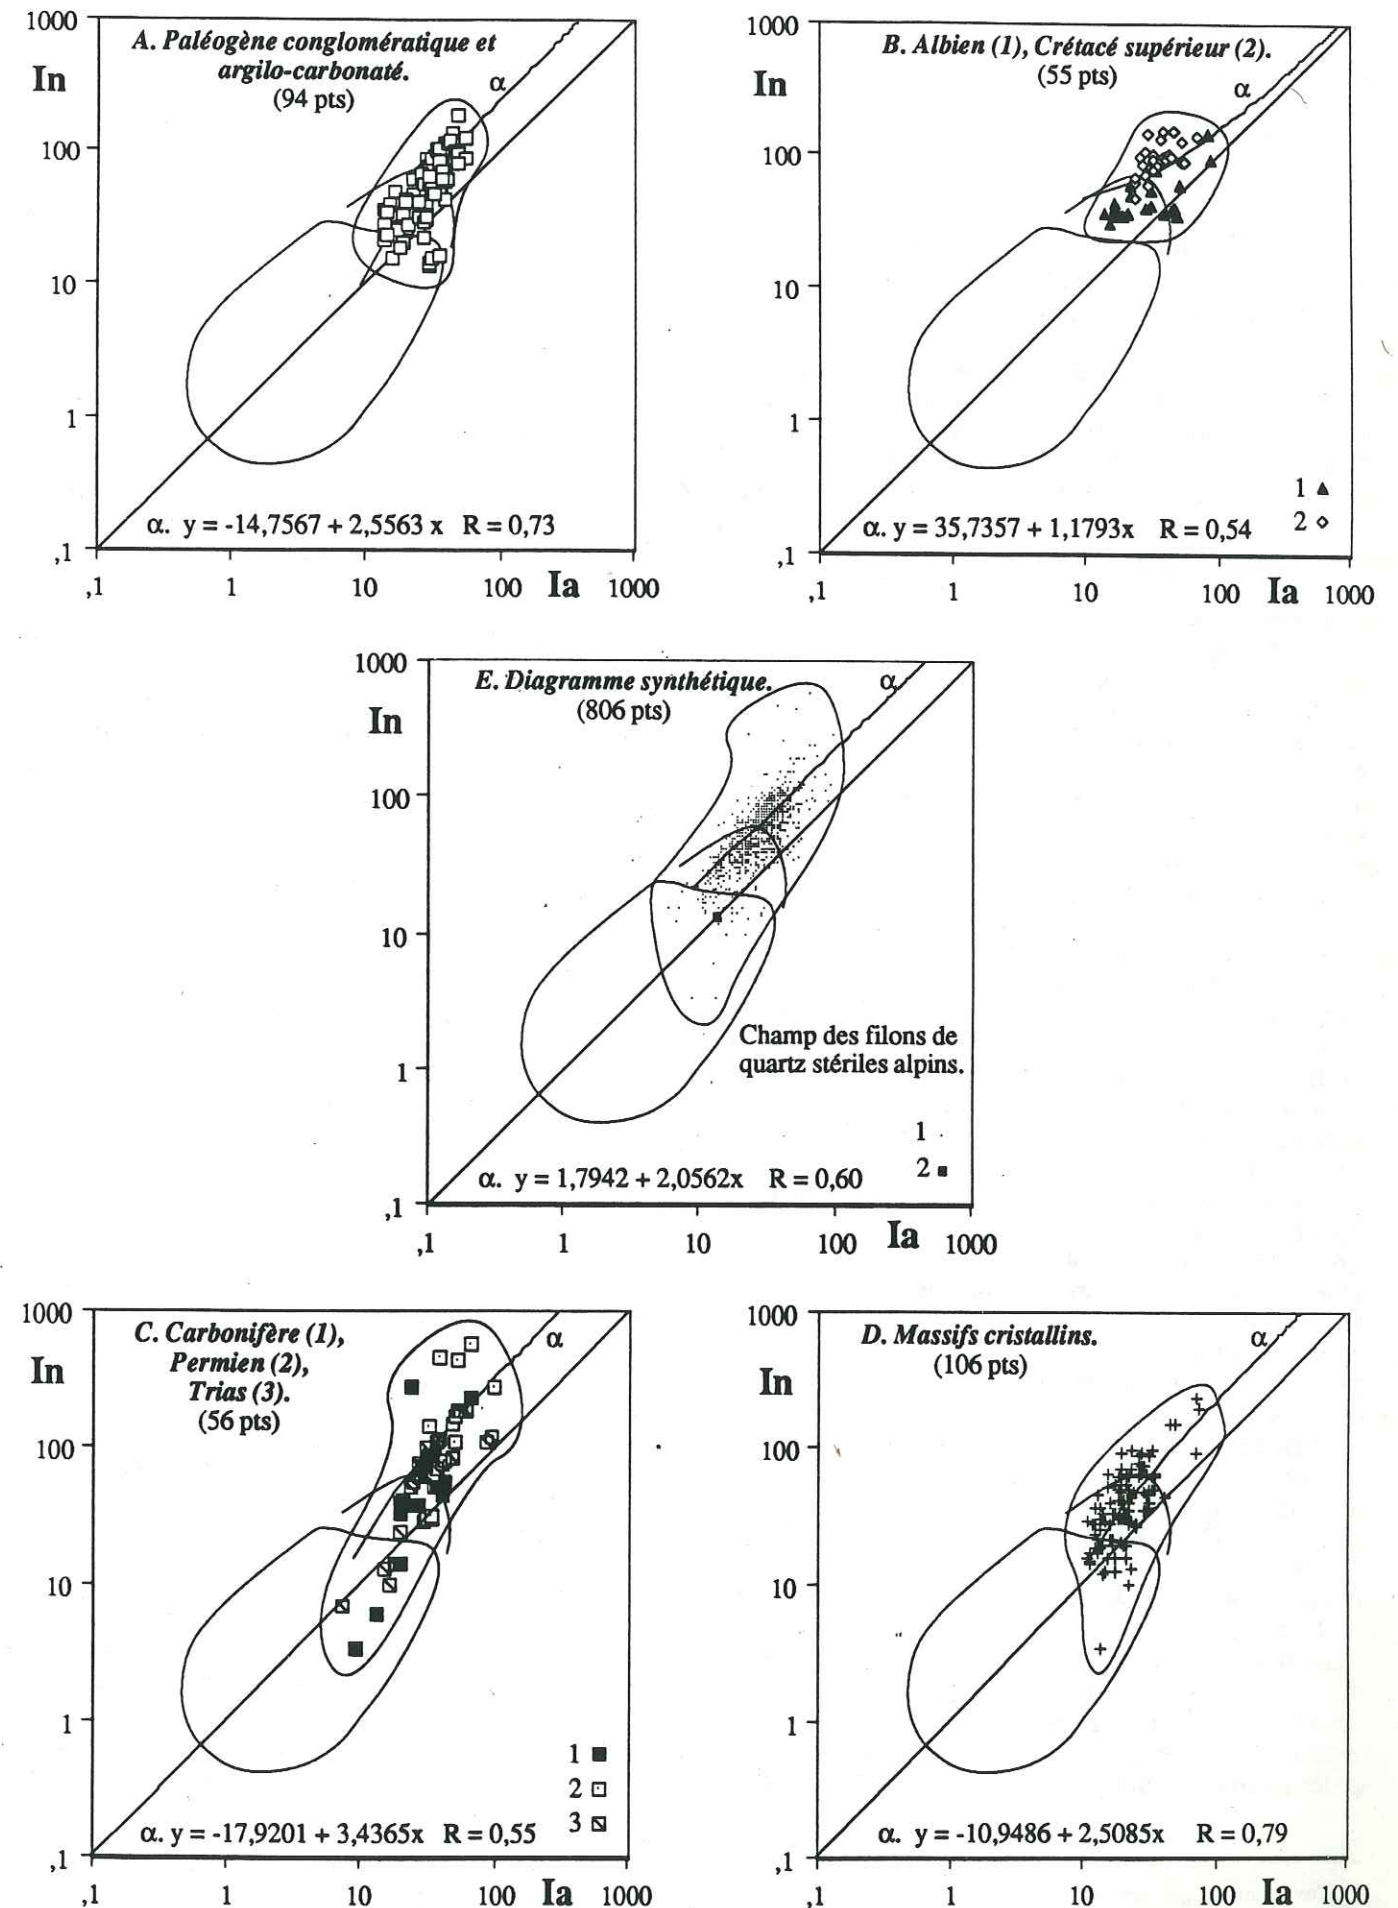 A. Paléogène conglomératique et
argilo-carbonaté.
(94 pts)
1000
In
α
100
10
1
α. y = -14,7567 + 2,5563 x R = 0,73
,1
,1 1 10 100 Ia 1000
B. Albien (1), Crétacé supérieur (2).
(55 pts)
1000
In
α
100
10
1
1
2
α. y = 35,7357 + 1,1793x R = 0,54
,1
,1 1 10 100 Ia 1000
E. Diagramme synthétique.
(806 pts)
1000
In
α
100
10
Champ des filons de
quartz stériles alpins.
1
1
2
α. y = 1,7942 + 2,0562x R = 0,60
,1
,1 1 10 100 Ia 1000
C. Carbonifère (1),
Permien (2),
Trias (3).
(56 pts)
1000
In
α
100
10
1
1
2
3
α. y = -17,9201 + 3,4365x R = 0,55
,1
,1 1 10 100 Ia 1000
D. Massifs cristallins.
(106 pts)
1000
In
α
100
10
1
α. y = -10,9486 + 2,5085x R = 0,79
,1
,1 1 10 100 Ia 1000